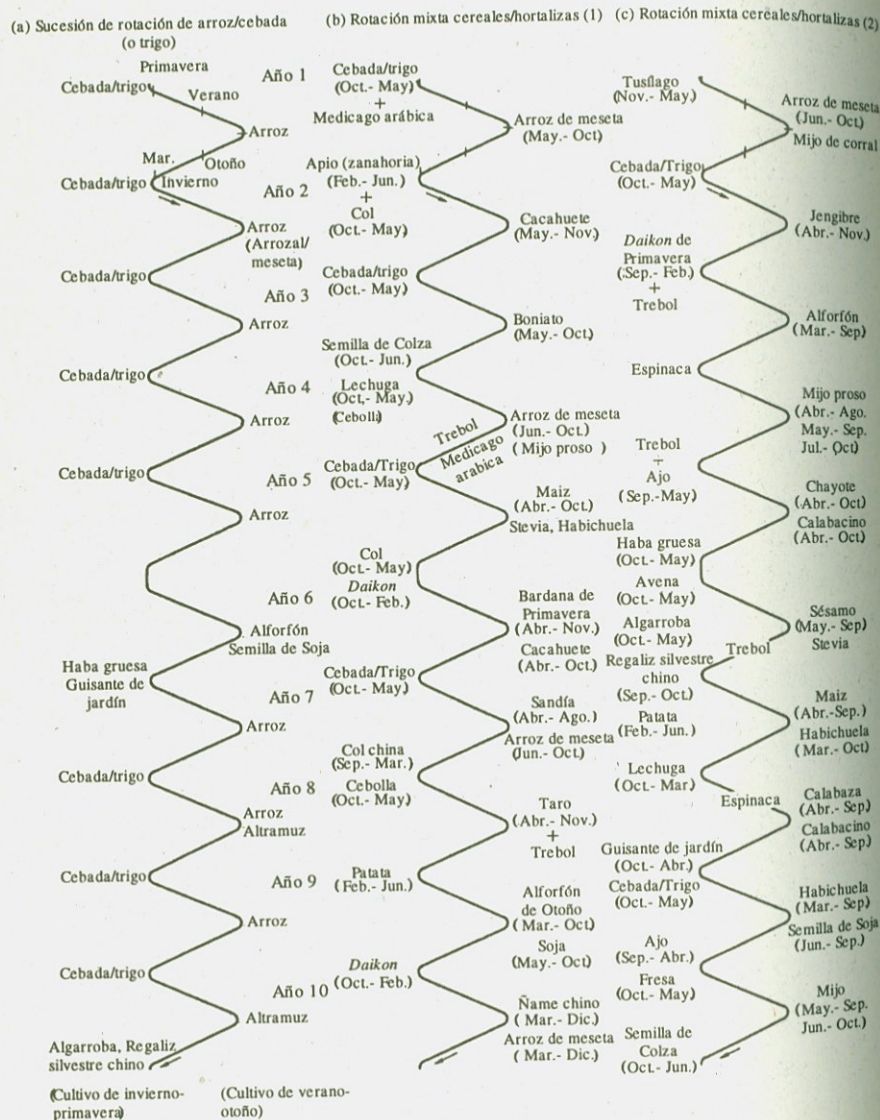 (a) Sucesión de rotación de arroz/cebada
(o trigo)
Primavera
Cebada/trigo
Verano
Arroz
Mar.
Otoño
Cebada/trigo
Invierno
Arroz
(Arrozal/
meseta)
Cebada/trigo
Arroz
Cebada/trigo
Arroz
Cebada/trigo
Arroz
Alforfón
Semilla de Soja
Haba gruesa
Guisante de
jardín
Arroz
Cebada/trigo
Arroz
Altramuz
Cebada/trigo
Arroz
Cebada/trigo
Altramuz
Algarroba, Regaliz
silvestre chino
(Cultivo de invierno-
primavera)
(Cultivo de verano-
otoño)
Año 1
Año 2
Año 3
Año 4
Año 5
Año 6
Año 7
Año 8
Año 9
Año 10
(b) Rotación mixta cereales/hortalizas (1)
Cebada/trigo
(Oct.- May)
+
Medicago arábica
Arroz de meseta
(May.- Oct)
Apio (zanahoria)
(Feb.- Jun.)
+
Col
(Oct.- May)
Cacahuete
(May.- Nov.)
Cebada/trigo
(Oct.- May)
Boniato
(May.- Oct)
Semilla de Colza
(Oct.- Jun.)
Lechuga
(Oct,- May.)
(Cebolla)
Arroz de meseta
(Jun.- Oct.)
(Mijo proso )
Trebol
Medicago
arabica
Cebada/Trigo
(Oct.- May)
Maiz
(Abr.- Oct.)
Stevia, Habichuela
Col
(Oct.- May)
Daikon
(Oct.- Feb.)
Bardana de
Primavera
(Abr.- Nov.)
Cacahuete
(Abr.- Oct.)
Cebada/Trigo
(Oct.- May)
Sandía
(Abr.- Ago.)
Arroz de meseta
(Jun.- Oct)
Col china
(Sep.- Mar.)
Cebolla
(Oct.- May)
Taro
(Abr.- Nov.)
+
Trebol
Patata
(Feb.- Jun.)
Alforfón
de Otoño
(Mar.- Oct)
Soja
(May.- Oct)
Daikon
(Oct.- Feb.)
Ñame chino
( Mar.- Dic.)
Arroz de meseta
( Mar.- Dic.)
(c) Rotación mixta cereales/hortalizas (2)
Tusílago
(Nov.- May.)
Arroz de meseta
(Jun.- Oct)
Mijo de corral
Cebada/Trigo
(Oct.- May)
Jengibre
(Abr.- Nov.)
Daikon de
Primavera
(:Sep.- Feb.)
+
Trebol
Alforfón
(Mar.- Sep)
Espinaca
Mijo proso
(Abr.- Ago.
May.- Sep.
Jul.- Oct)
Trebol
+
Ajo
(Sep.-May)
Chayote
(Abr.- Oct)
Calabacino
(Abr.- Oct)
Haba gruesa
(Oct.- May)
Avena
(Oct.- May)
Algarroba
(Oct.- May)
Sésamo
(May.- Sep)
Stevia
Trebol
Regaliz silvestre
chino
(Sep.- Oct.)
Patata
(Feb.- Jun.)
Maiz
(Abr.-Sep.)
Habichuela
(Mar.- Oct)
Lechuga
(Oct.- Mar)
Espinaca
Calabaza
(Abr.- Sep)
Calabacino
(Abr.- Sep)
Guisante de jardín
(Oct.- Abr.)
Cebada/Trigo
(Oct.- May)
Habichuela
(Mar.- Sep)
Semilla de Soja
(Jun.- Sep.)
Ajo
(Sep.- Abr.)
Fresa
(Oct.- May)
Mijo
(May.- Sep.
Jun.- Oct.)
Semilla de
Colza
(Oct.- Jun.)